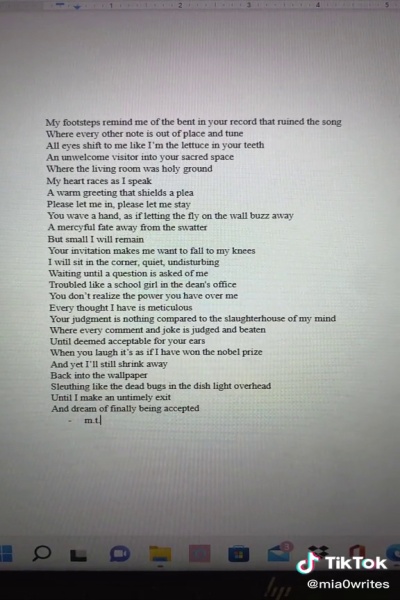 1
2
3
4
5
My footsteps remind me of the bent in your record that ruined the song
Where every other note is out of place and tune
All eyes shift to me like I'm the lettuce in your teeth
An unwelcome visitor into your sacred space
Where the living room was holy ground
My heart races as I speak
A warm greeting that shields a plea
Please let me in, please let me stay
You wave a hand, as if letting the fly on the wall buzz away
A mercyful fate away from the swatter
But small I will remain
Your invitation makes me want to fall to my knees
I will sit in the corner, quiet, undisturbing
Waiting until a question is asked of me
Troubled like a school girl in the dean's office
You don't realize the power you have over me
Every thought I have is meticulous
Your judgment is nothing compared to the slaughterhouse of my mind
Where every comment and joke is judged and beaten
Until deemed acceptable for your ears
When you laugh it's as if I have won the nobel prize
And yet I'll still shrink away
Back into the wallpaper
Sleuthing like the dead bugs in the dish light overhead
Until I make an untimely exit
And dream of finally being accepted
- m.t
3
hp
TikTok
@mia0writes